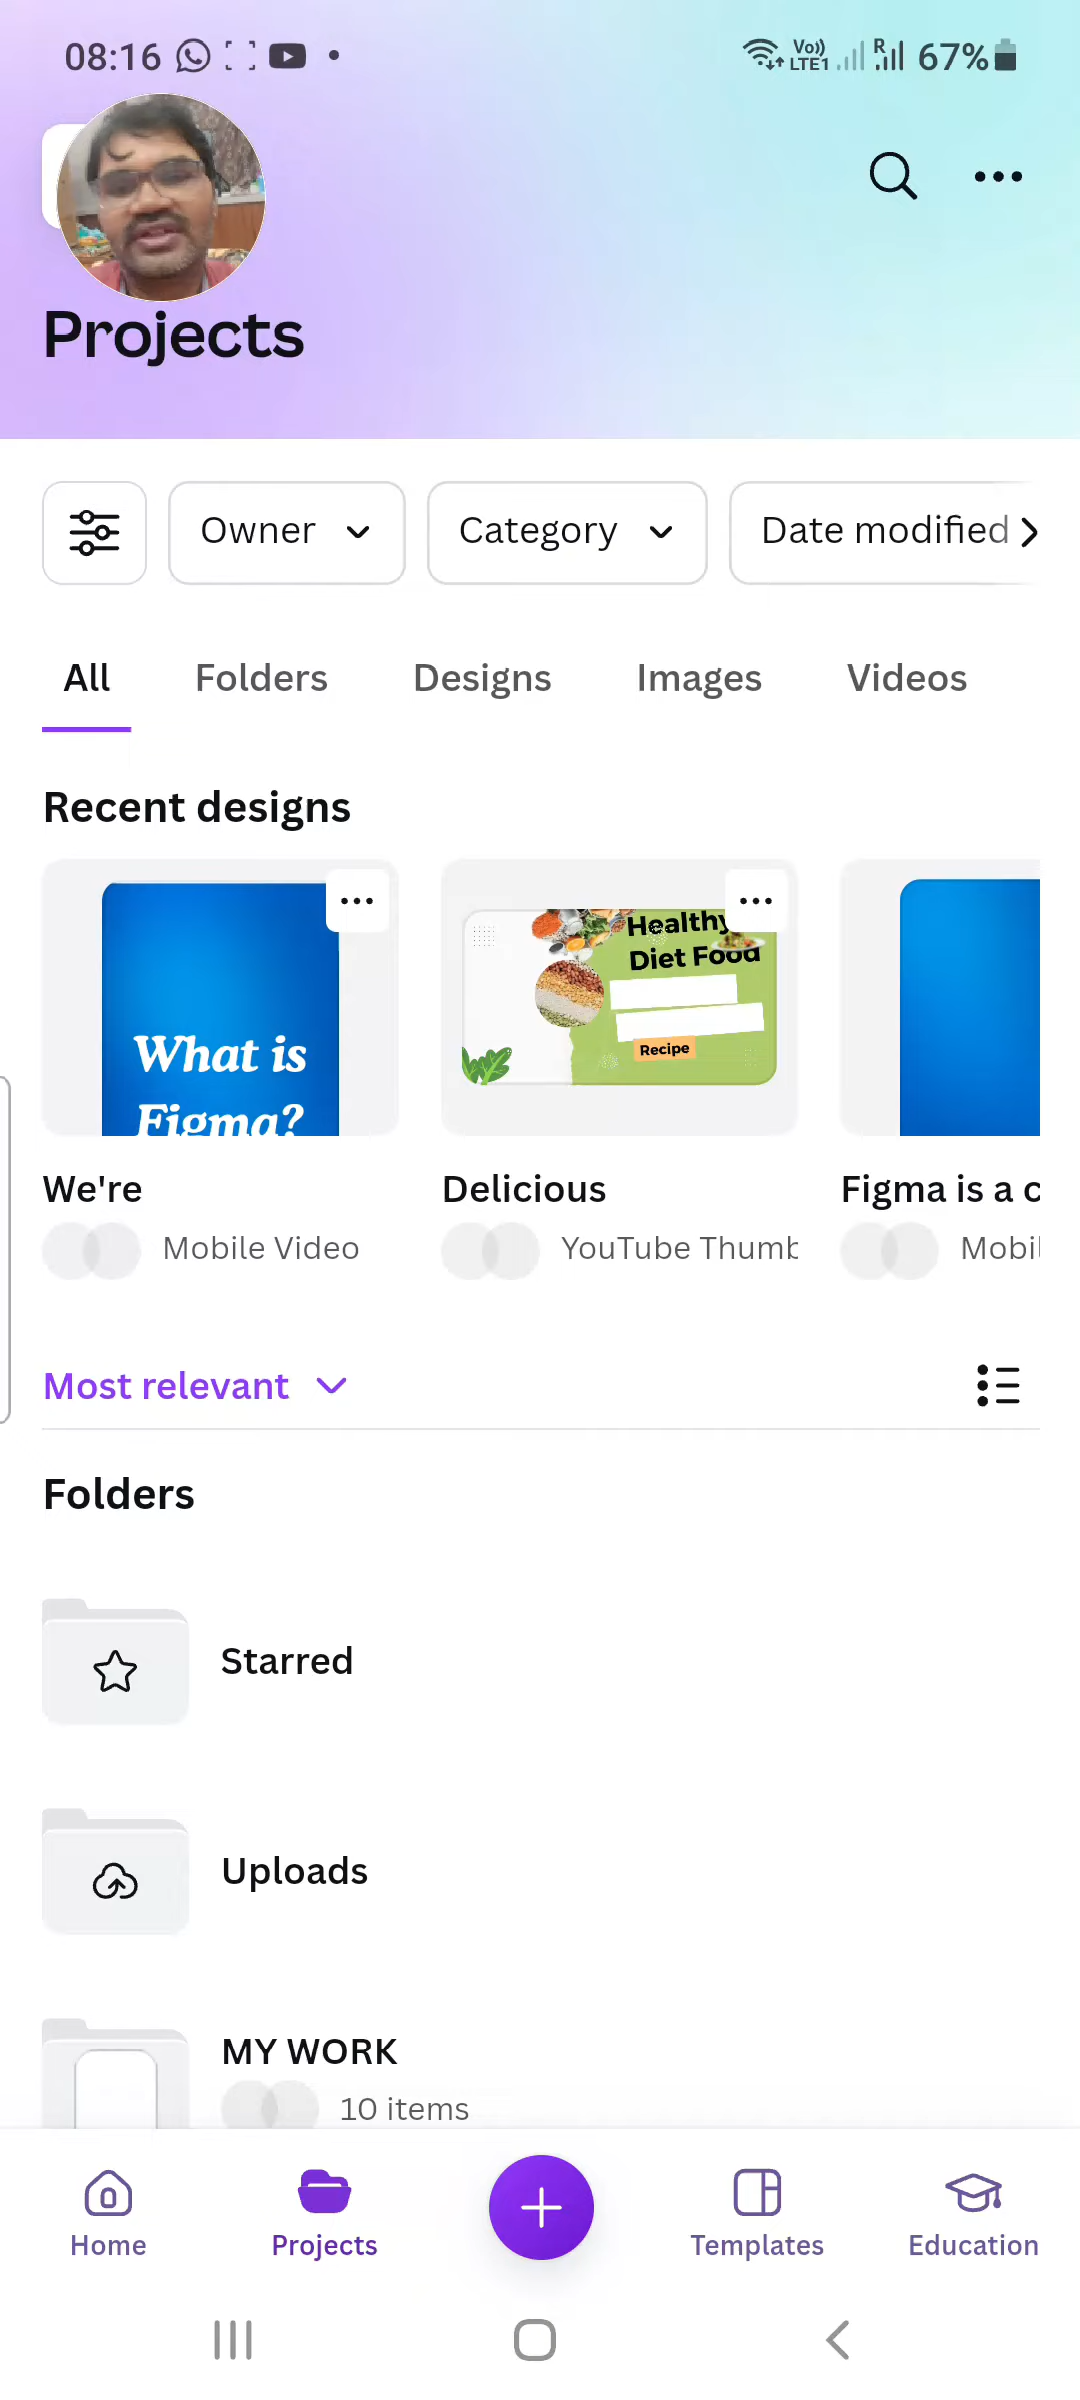 08:16
Vo)) LTE1 R 67%
Projects
Owner Category Date modified
All Folders Designs Images Videos
Recent designs
What is
Figma?
Healthy
Diet Food
Recipe
We're Delicious Figma is a c
Mobile Video YouTube Thumb Mobil
Most relevant
Folders
Starred
Uploads
MY WORK
10 items
Home Projects Templates Education